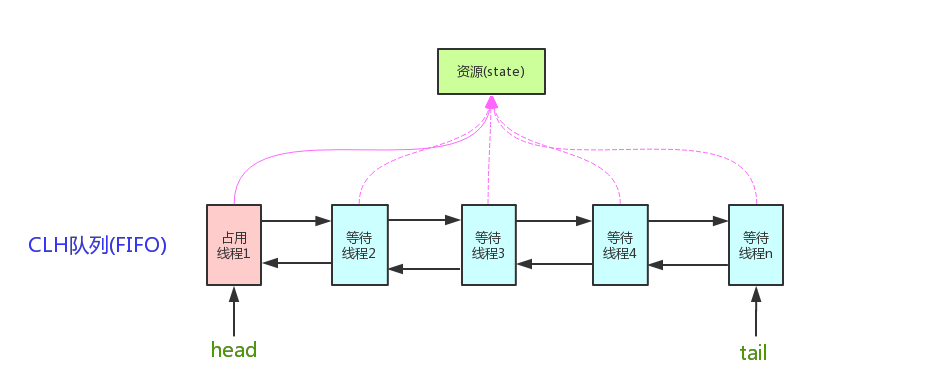 资源(state)
CLH队列(FIFO)
占用
线程1
等待
线程2
等待
线程3
等待
线程4
等待
线程n
head
tail